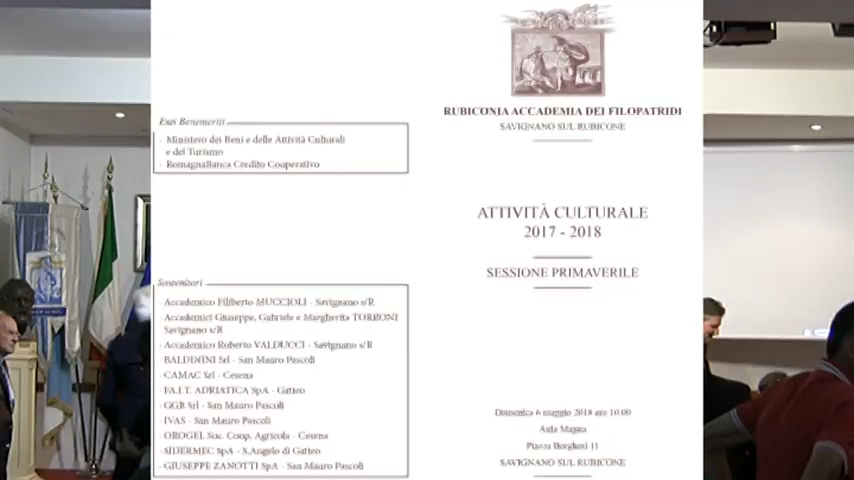 Enti Benemeriti
- Ministero dei Beni e delle Attività Culturali
e del Turismo
- RomagnaBanca Credito Cooperativo
Sostenitori
- Accademico Filiberto MUCCIOLI - Savignano s/R
- Accademici Giuseppe, Gabriele e Margherita TORRONI
Savignano s/R
- Accademico Roberto VALDUCCI - Savignano s/R
- BALDININI Srl - San Mauro Pascoli
- CAMAC Srl - Cesena
- F.A.I.T. ADRIATICA SpA - Gatteo
- GGB Srl - San Mauro Pascoli
- IVAS - San Mauro Pascoli
- OROGEL Soc. Coop. Agricola - Cesena
- SIDERMEC SpA - S.Angelo di Gatteo
- GIUSEPPE ZANOTTI SpA - San Mauro Pascoli
RUBICONIA ACCADEMIA DEI FILOPATRIDI
SAVIGNANO SUL RUBICONE
ATTIVITÀ CULTURALE
2017 - 2018
SESSIONE PRIMAVERILE
Domenica 6 maggio 2018 ore 10.00
Aula Magna
Piazza Borghesi 11
SAVIGNANO SUL RUBICONE